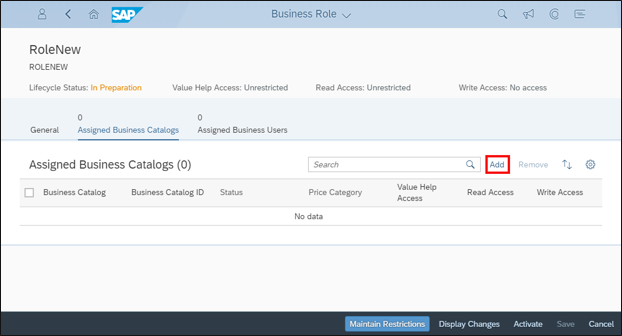 SAP Business Role
RoleNew
ROLENEW
Lifecycle Status: In Preparation Value Help Access: Unrestricted Read Access: Unrestricted Write Access: No access
0 0
General Assigned Business Catalogs Assigned Business Users
Assigned Business Catalogs (0) Search Add Remove
Business Catalog Business Catalog ID Status Price Category Value Help Access Read Access Write Access
No data
Maintain Restrictions Display Changes Activate Save Cancel